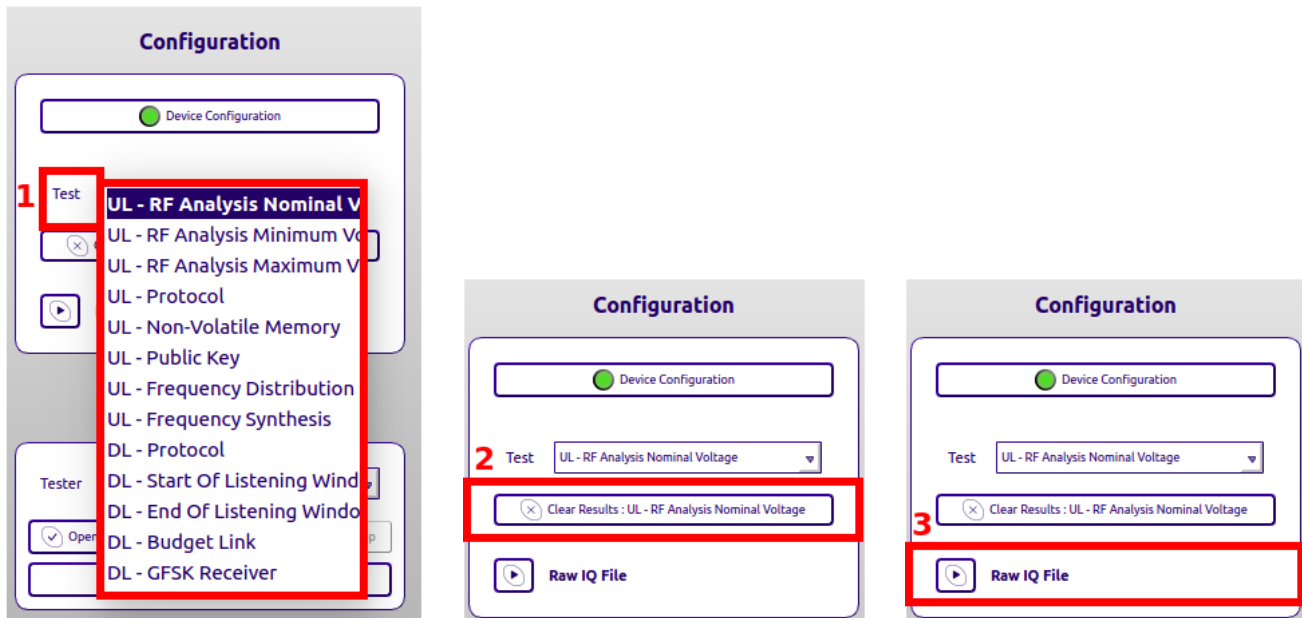 Configuration
Device Configuration
1
Test
UL - RF Analysis Nominal V
UL - RF Analysis Minimum Vo
UL - RF Analysis Maximum V
UL - Protocol
UL - Non-Volatile Memory
UL - Public Key
UL - Frequency Distribution
UL - Frequency Synthesis
DL - Protocol
DL - Start Of Listening Wind
DL - End Of Listening Windo
DL - Budget Link
DL - GFSK Receiver
Tester
Open
p
Configuration
Device Configuration
2
Test
UL - RF Analysis Nominal Voltage
Clear Results : UL - RF Analysis Nominal Voltage
Raw IQ File
Configuration
Device Configuration
Test
UL - RF Analysis Nominal Voltage
Clear Results : UL - RF Analysis Nominal Voltage
3
Raw IQ File